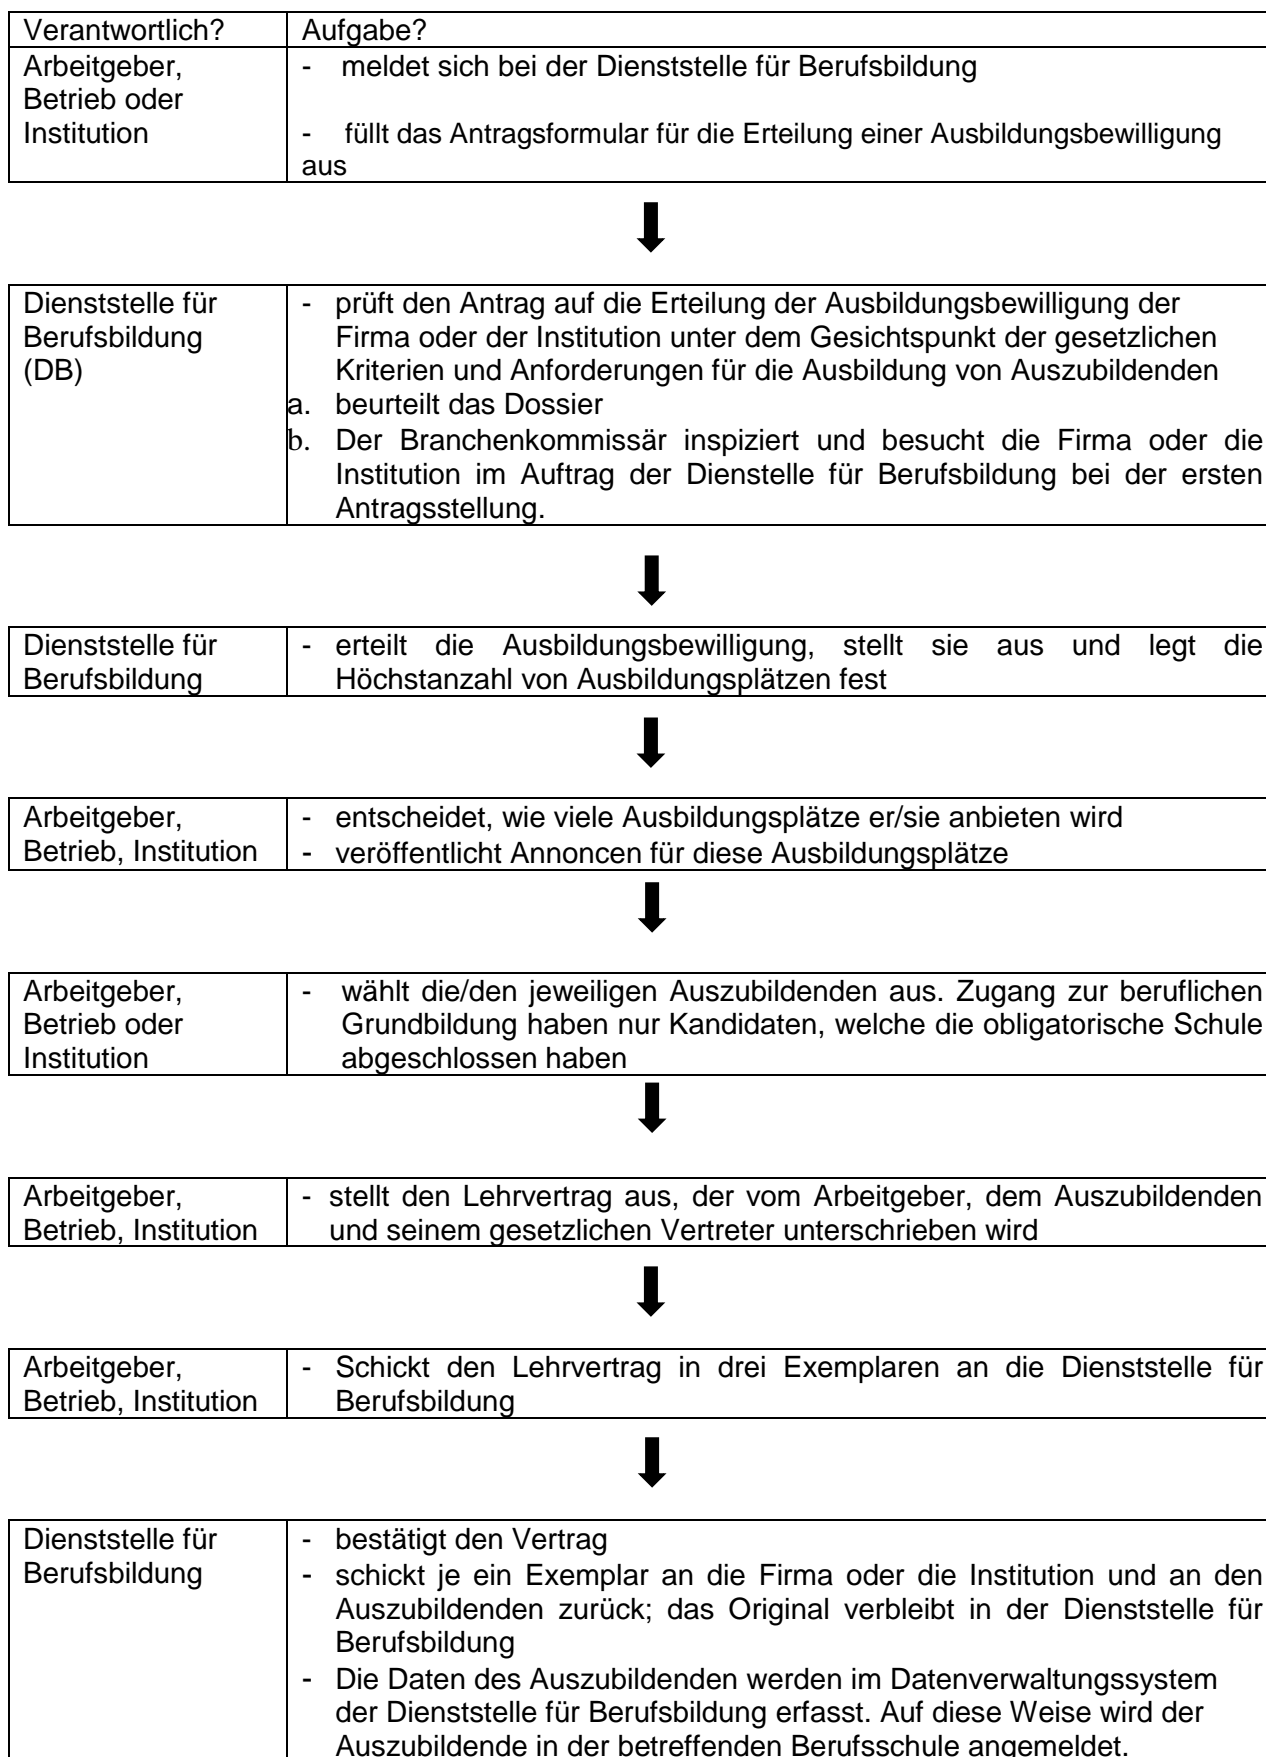 Verantwortlich? Aufgabe?
Arbeitgeber, - meldet sich bei der Dienststelle für Berufsbildung
Betrieb oder
Institution - füllt das Antragsformular für die Erteilung einer Ausbildungsbewilligung
aus
Dienststelle für - prüft den Antrag auf die Erteilung der Ausbildungsbewilligung der
Berufsbildung Firma oder der Institution unter dem Gesichtspunkt der gesetzlichen
(DB) Kriterien und Anforderungen für die Ausbildung von Auszubildenden
a. beurteilt das Dossier
b. Der Branchenkommissär inspiziert und besucht die Firma oder die
Institution im Auftrag der Dienstelle für Berufsbildung bei der ersten
Antragsstellung.
Dienststelle für - erteilt die Ausbildungsbewilligung, stellt sie aus und legt die
Berufsbildung Höchstanzahl von Ausbildungsplätzen fest
Arbeitgeber, - entscheidet, wie viele Ausbildungsplätze er/sie anbieten wird
Betrieb, Institution - veröffentlicht Annoncen für diese Ausbildungsplätze
Arbeitgeber, - wählt die/den jeweiligen Auszubildenden aus. Zugang zur beruflichen
Betrieb oder Grundbildung haben nur Kandidaten, welche die obligatorische Schule
Institution abgeschlossen haben
Arbeitgeber, - stellt den Lehrvertrag aus, der vom Arbeitgeber, dem Auszubildenden
Betrieb, Institution und seinem gesetzlichen Vertreter unterschrieben wird
Arbeitgeber, - Schickt den Lehrvertrag in drei Exemplaren an die Dienststelle für
Betrieb, Institution Berufsbildung
Dienststelle für - bestätigt den Vertrag
Berufsbildung - schickt je ein Exemplar an die Firma oder die Institution und an den
Auszubildenden zurück; das Original verbleibt in der Dienststelle für
Berufsbildung
- Die Daten des Auszubildenden werden im Datenverwaltungssystem
der Dienststelle für Berufsbildung erfasst. Auf diese Weise wird der
Auszubildende in der betreffenden Berufsschule angemeldet.